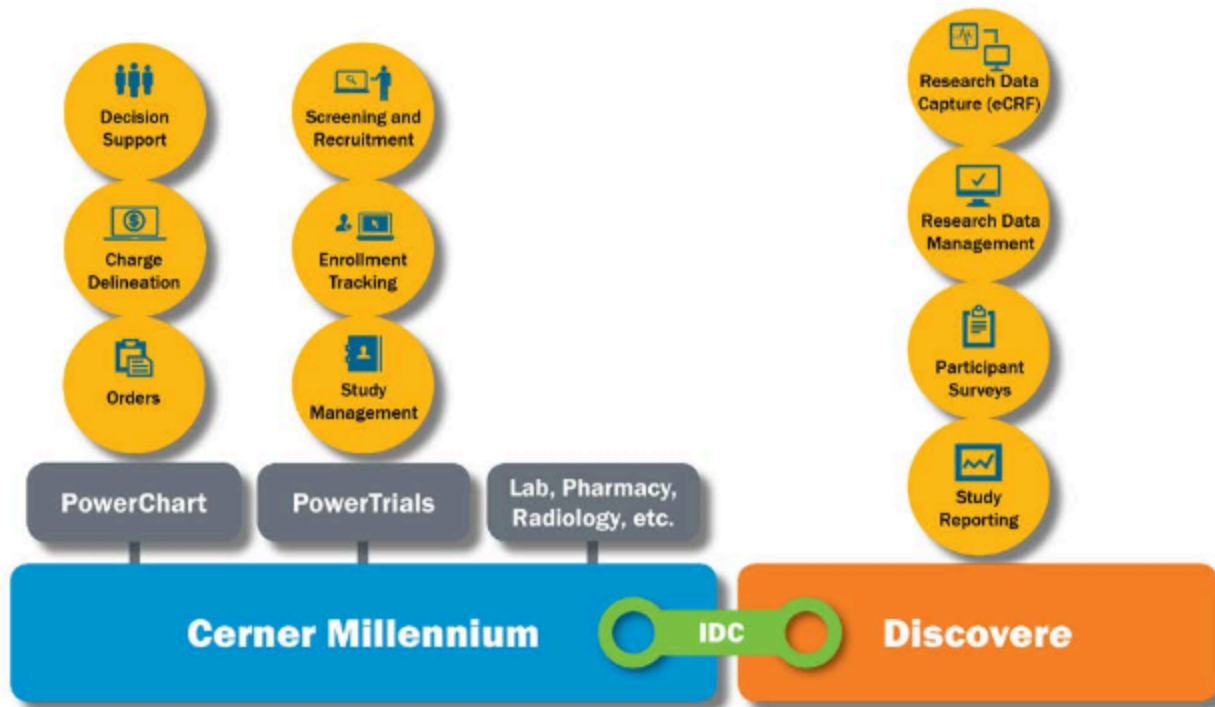 Decision
Support
Charge
Delineation
Orders
PowerChart
Screening and
Recruitment
Enrollment
Tracking
Study
Management
PowerTrials
Lab, Pharmacy,
Radiology, etc.
Research Data
Capture (eCRF)
Research Data
Management
Participant
Surveys
Study
Reporting
Cerner Millennium
IDC
Discovere